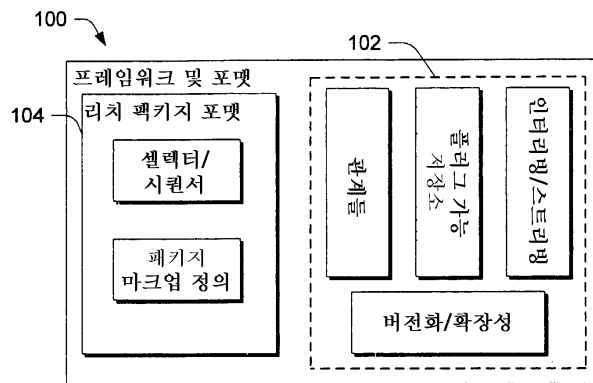 100
102
프레임워크 및 포맷
104
리치 팩키지 포맷
셀렉터/
시퀀서
패키지
마크업 정의
관계들
플러그 가능
저장소
인터리빙/스트리빙
버전화/확장성